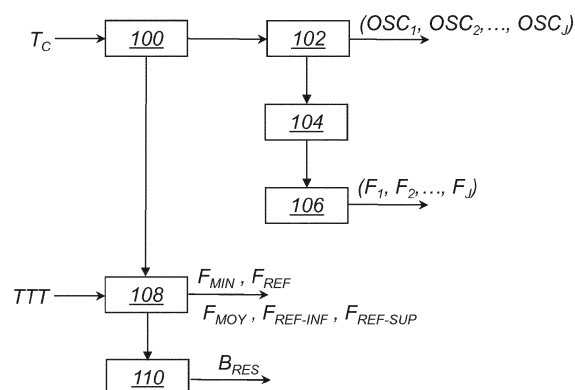 T_C 100 102 (OSC_1, OSC_2,..., OSC_J)
104
106 (F_1, F_2,..., F_J)
TTT 108 F_MIN , F_REF
F_MOY , F_REF-INF , F_REF-SUP
110 B_RES